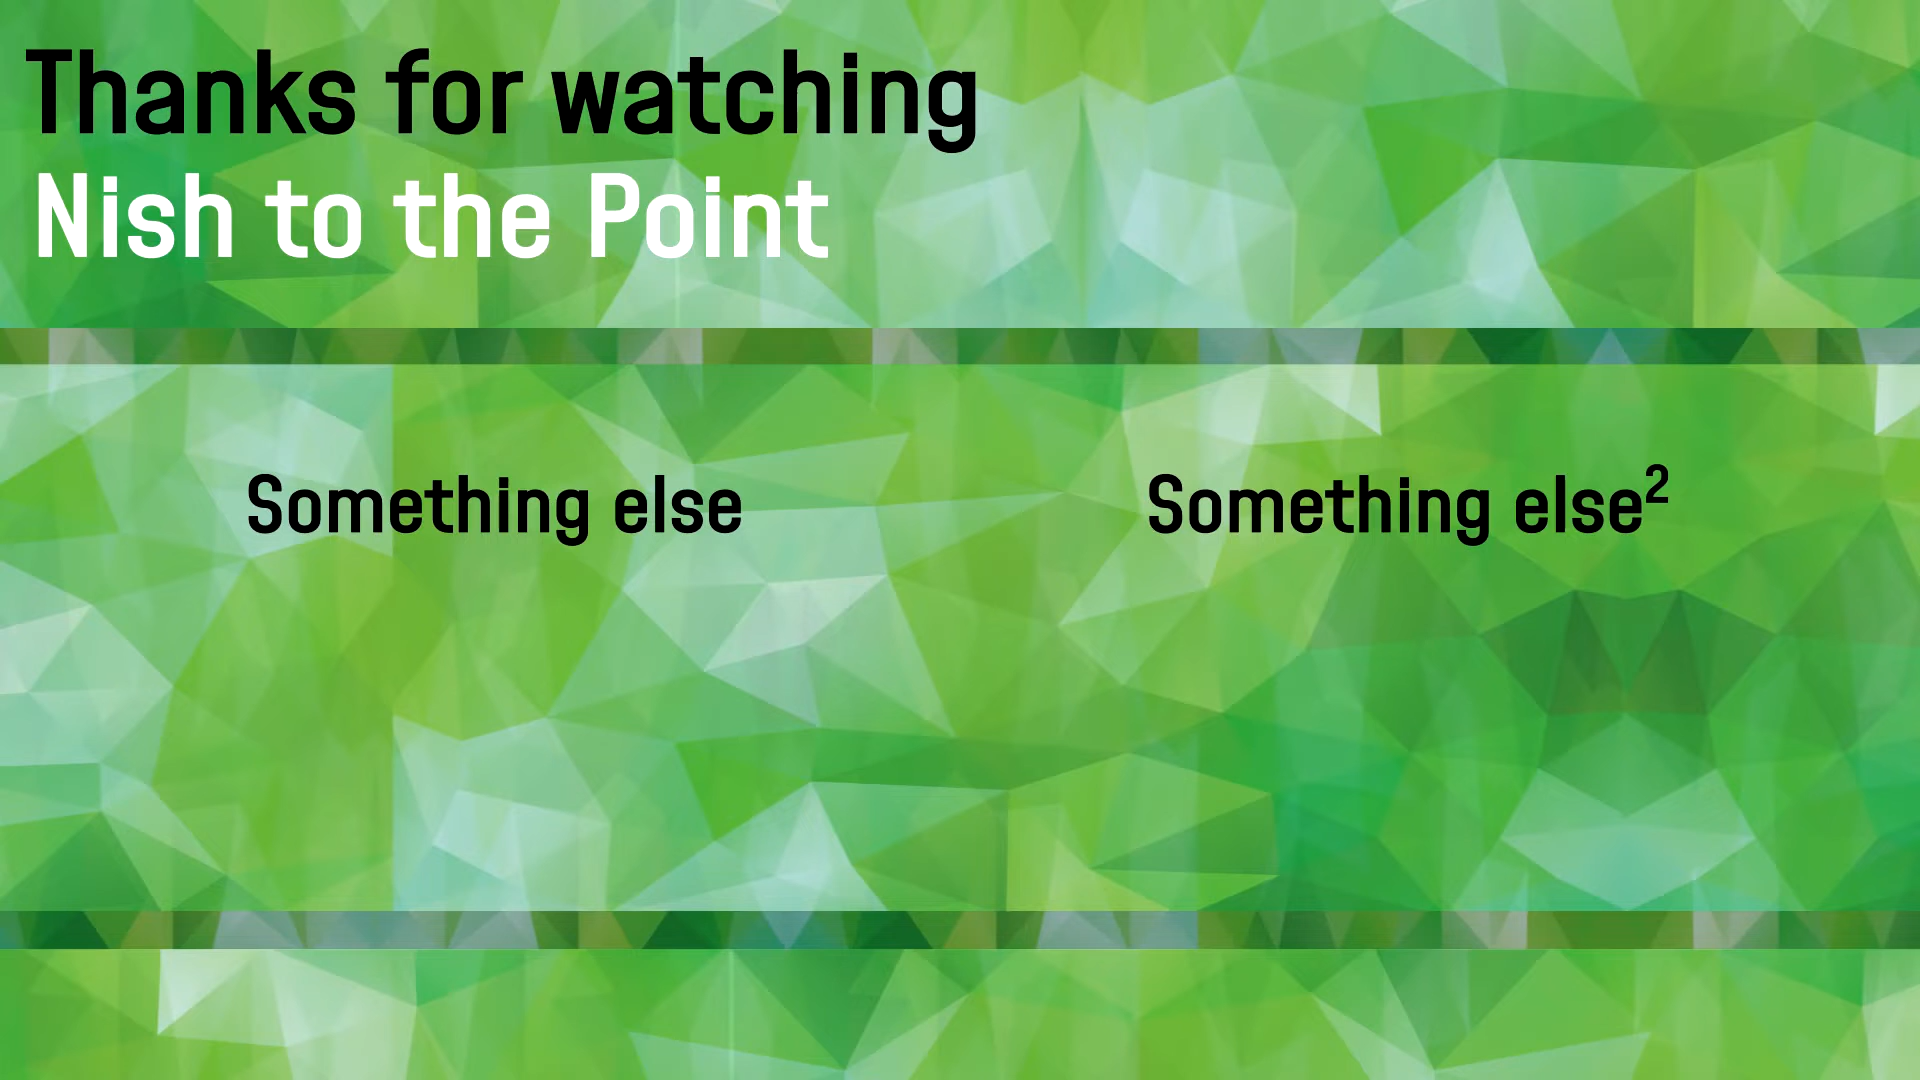 Thanks for watching
Nish to the Point
Something else
Something else²